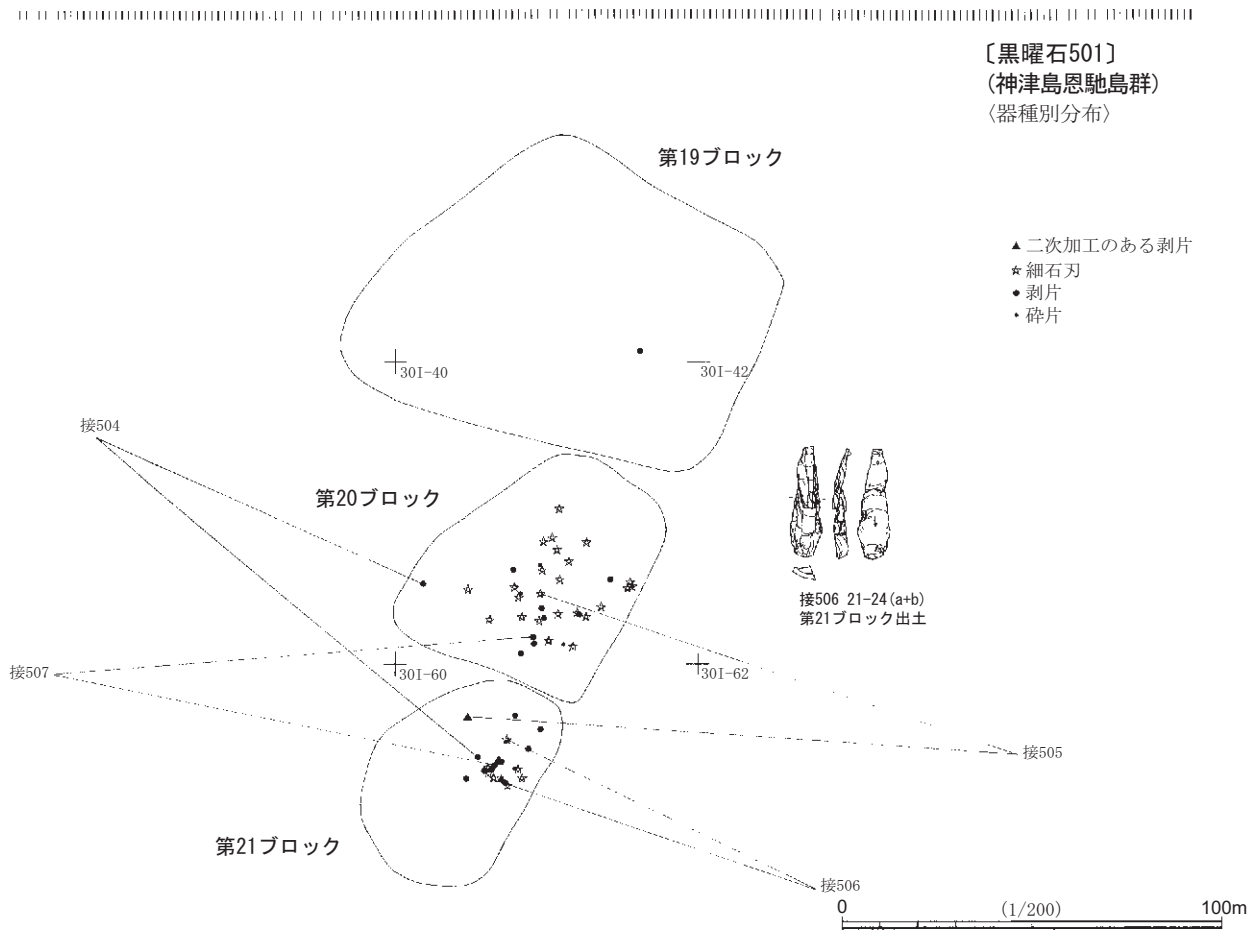 〔黒曜石501〕
(神津島恩馳島群)
〈器種別分布〉
第19ブロック
▲ 二次加工のある剥片
☆ 細石刃
● 剥片
・ 砕片
30I-40
30I-42
接504
第20ブロック
接506 21-24(a+b)
第21ブロック出土
接507
30I-60
30I-62
接505
第21ブロック
接506
0 (1/200) 100m